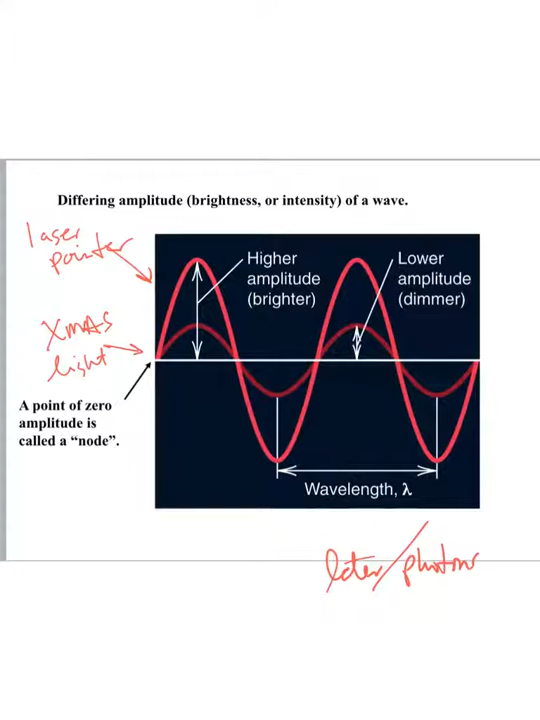 Differing amplitude (brightness, or intensity) of a wave.
laser
pointer
Higher
amplitude
(brighter)
Lower
amplitude
(dimmer)
XMAS
light
A point of zero
amplitude is
called a “node”.
Wavelength, λ
later/photons